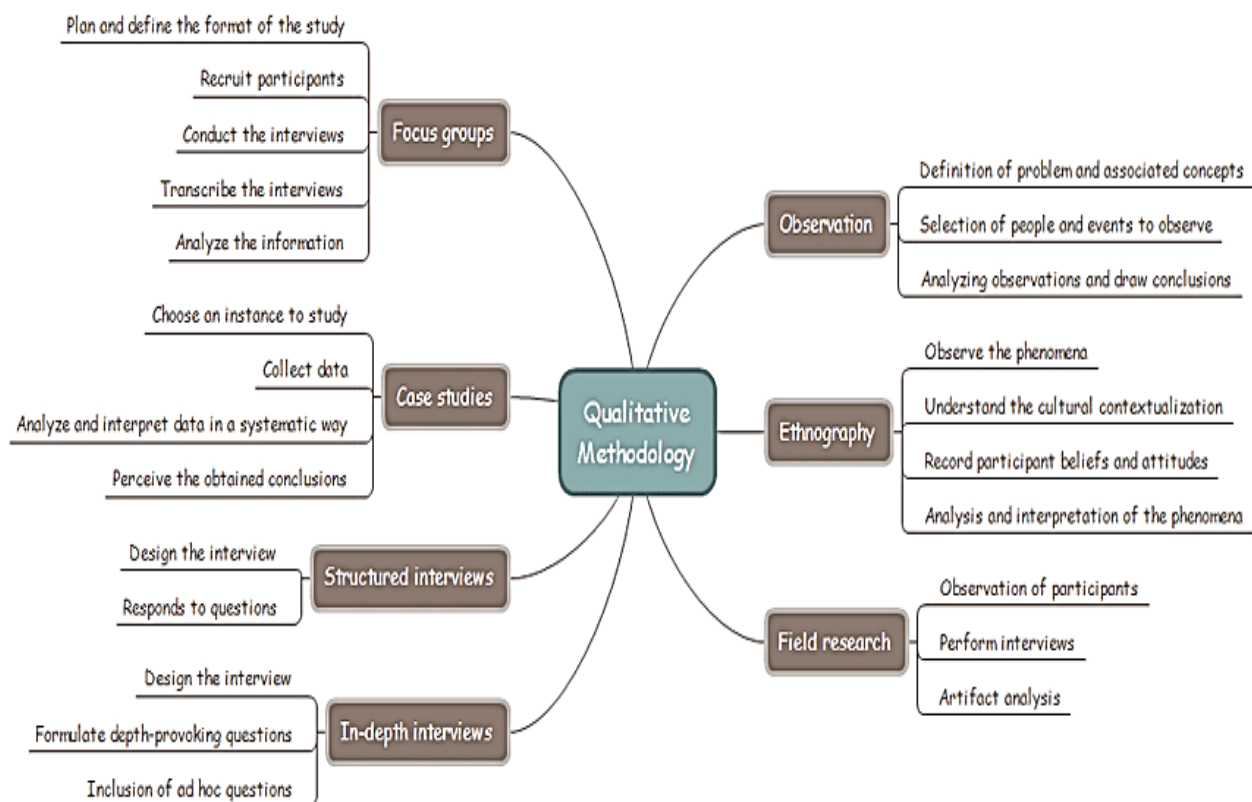 Plan and define the format of the study
Recruit participants
Conduct the interviews
Transcribe the interviews
Analyze the information
Focus groups
Choose an instance to study
Collect data
Analyze and interpret data in a systematic way
Perceive the obtained conclusions
Case studies
Design the interview
Responds to questions
Structured interviews
Design the interview
Formulate depth-provoking questions
Inclusion of ad hoc questions
In-depth interviews
Qualitative
Methodology
Observation
Definition of problem and associated concepts
Selection of people and events to observe
Analyzing observations and draw conclusions
Ethnography
Observe the phenomena
Understand the cultural contextualization
Record participant beliefs and attitudes
Analysis and interpretation of the phenomena
Field research
Observation of participants
Perform interviews
Artifact analysis